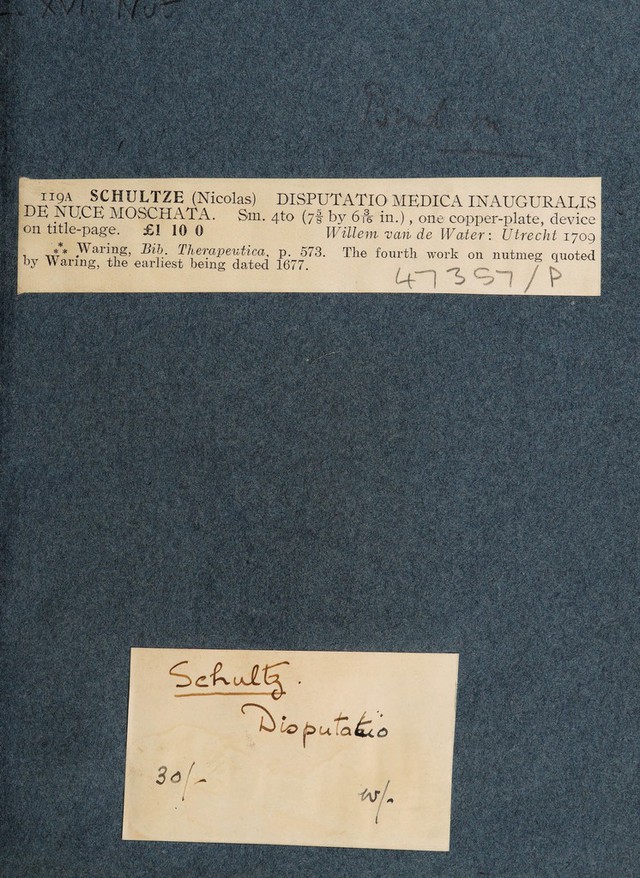 119A SCHULTZE (Nicolas) DISPUTATIO MEDICA INAUGURALIS
DE NUCE MOSCHATA. Sm. 4to (7⅝ by 6 3/16 in.), one copper-plate, device
on title-page. £1 10 0 Willem van de Water: Utrecht 1709
⁂ Waring, Bib. Therapeutica, p. 573. The fourth work on nutmeg quoted
by Waring, the earliest being dated 1677.
47357/P
Schultz.
Disputatio
30/-